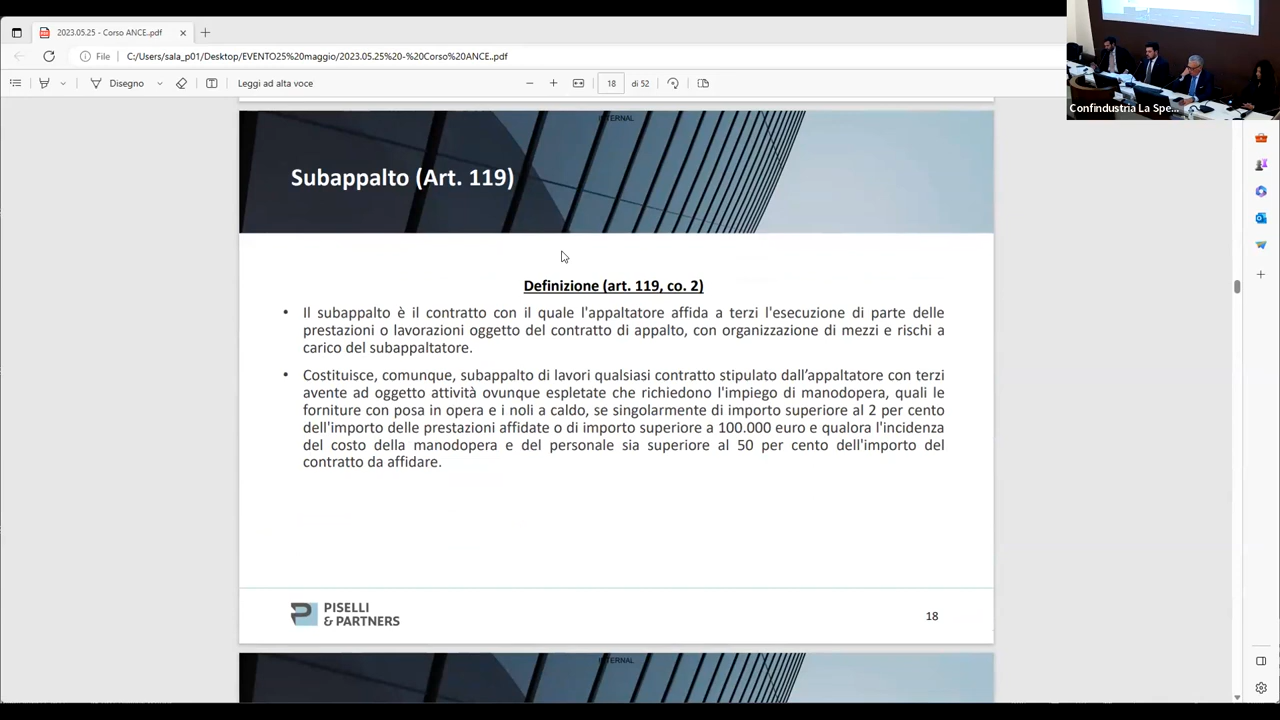 2023.05.25 - Corso ANCE..pdf
File
C:/Users/sala_p01/Desktop/EVENTO25%20maggio/2023.05.25%20-%20Corso%20ANCE..pdf
Disegno
Leggi ad alta voce
18
di 52
Confindustria La Spe...
INTERNAL
Subappalto (Art. 119)
Definizione (art. 119, co. 2)
• Il subappalto è il contratto con il quale l'appaltatore affida a terzi l'esecuzione di parte delle
prestazioni o lavorazioni oggetto del contratto di appalto, con organizzazione di mezzi e rischi a
carico del subappaltatore.
• Costituisce, comunque, subappalto di lavori qualsiasi contratto stipulato dall’appaltatore con terzi
avente ad oggetto attività ovunque espletate che richiedono l'impiego di manodopera, quali le
forniture con posa in opera e i noli a caldo, se singolarmente di importo superiore al 2 per cento
dell'importo delle prestazioni affidate o di importo superiore a 100.000 euro e qualora l'incidenza
del costo della manodopera e del personale sia superiore al 50 per cento dell'importo del
contratto da affidare.
PISELLI
& PARTNERS
18
INTERNAL